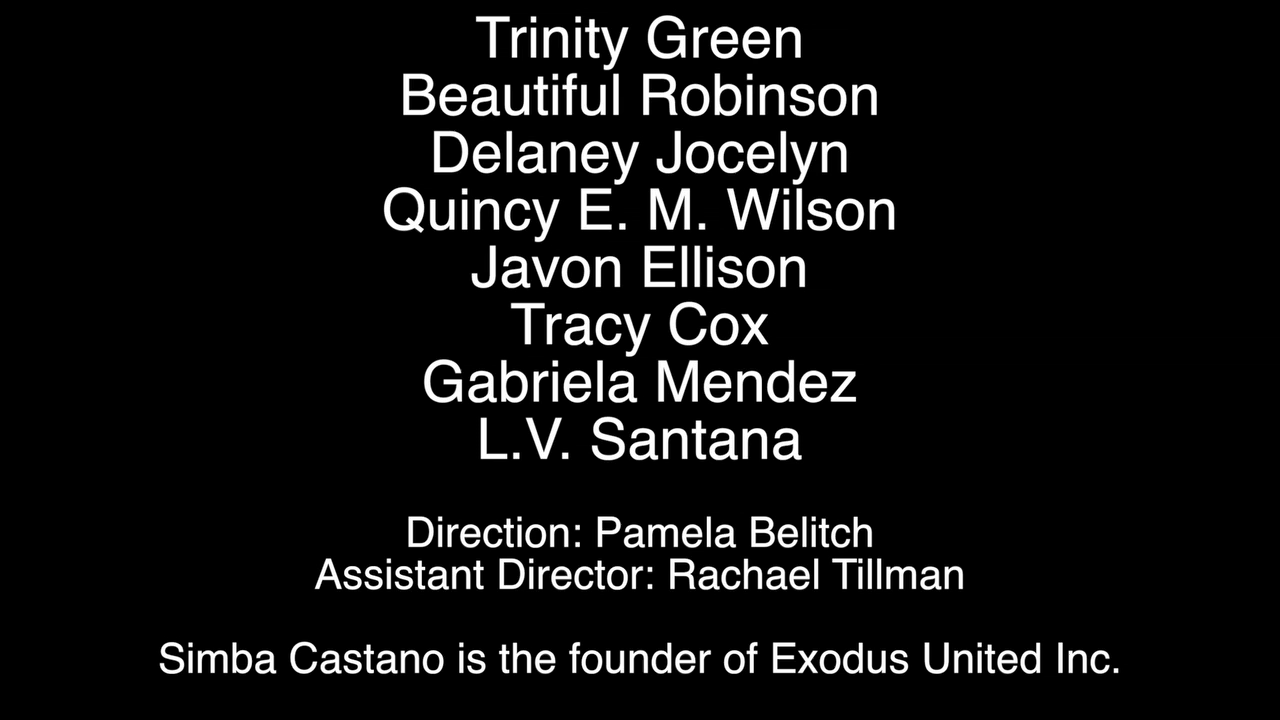 Trinity Green
Beautiful Robinson
Delaney Jocelyn
Quincy E. M. Wilson
Javon Ellison
Tracy Cox
Gabriela Mendez
L.V. Santana
Direction: Pamela Belitch
Assistant Director: Rachael Tillman
Simba Castano is the founder of Exodus United Inc.